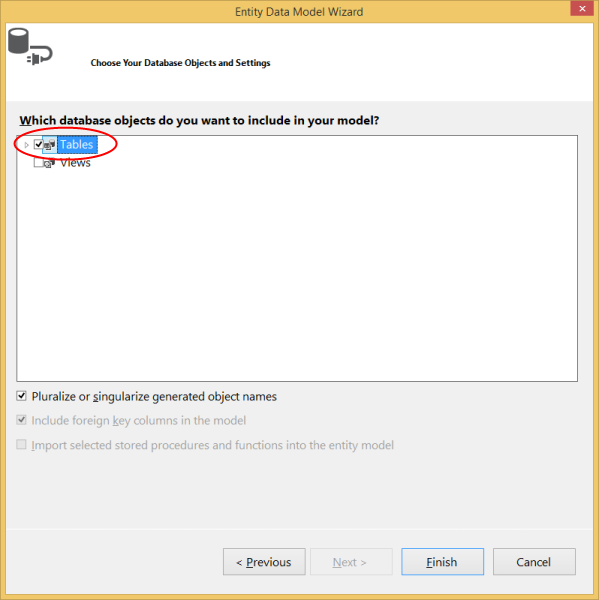 Entity Data Model Wizard
Choose Your Database Objects and Settings
Which database objects do you want to include in your model?
Tables
Views
Pluralize or singularize generated object names
Include foreign key columns in the model
Import selected stored procedures and functions into the entity model
< Previous Next > Finish Cancel